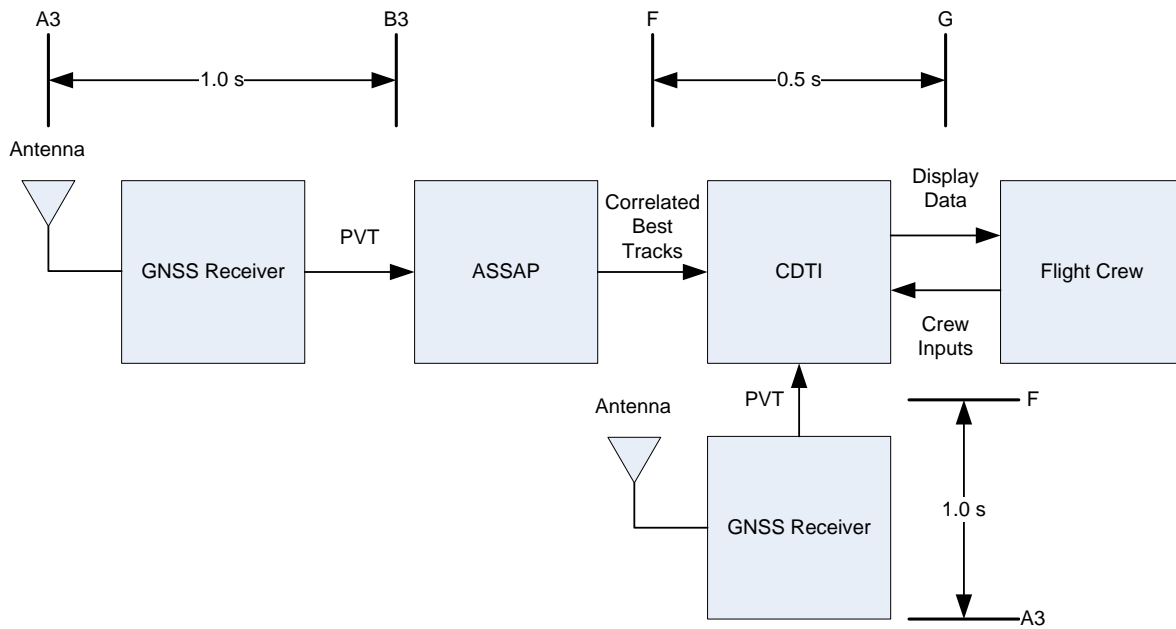 A3
B3
F
G
1.0 s
0.5 s
Antenna
GNSS Receiver
PVT
ASSAP
Correlated
Best
Tracks
CDTI
Display
Data
Crew
Inputs
Flight Crew
Antenna
PVT
GNSS Receiver
F
1.0 s
A3